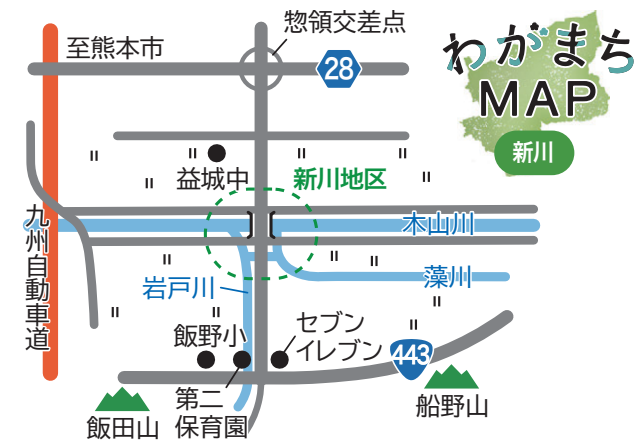 惣領交差点
至熊本市
28
わがまち
MAP
新川
益城中
新川地区
九州自動車道
木山川
岩戸川
藻川
飯野小
セブン
イレブン
443
第二
保育園
飯田山
船野山